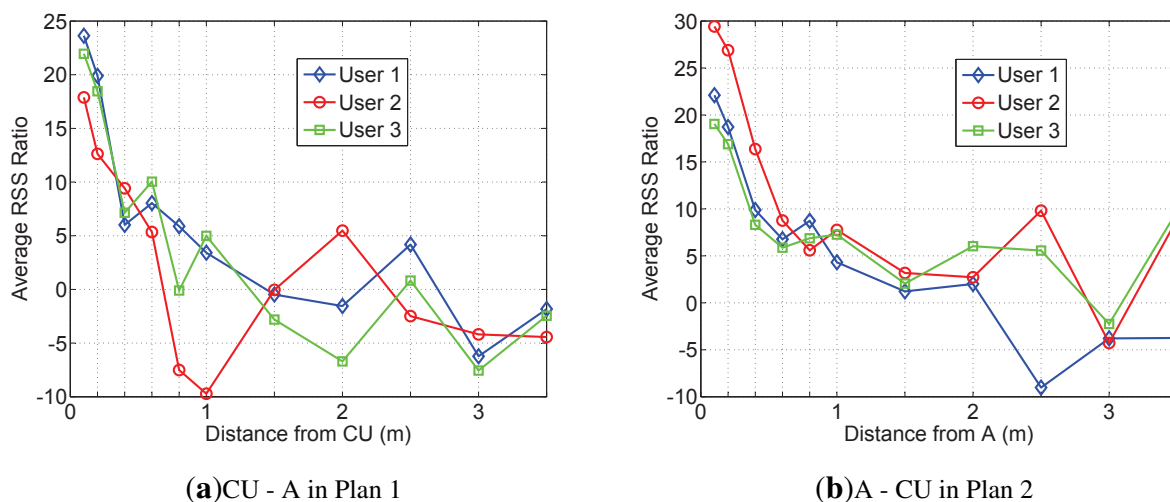 25
20
15
10
5
0
-5
-10
0
1
2
3
Average RSS Ratio
Distance from CU (m)
User 1
User 2
User 3
(a)CU - A in Plan 1
30
25
20
15
10
5
0
-5
-10
0
1
2
3
Average RSS Ratio
Distance from A (m)
User 1
User 2
User 3
(b)A - CU in Plan 2